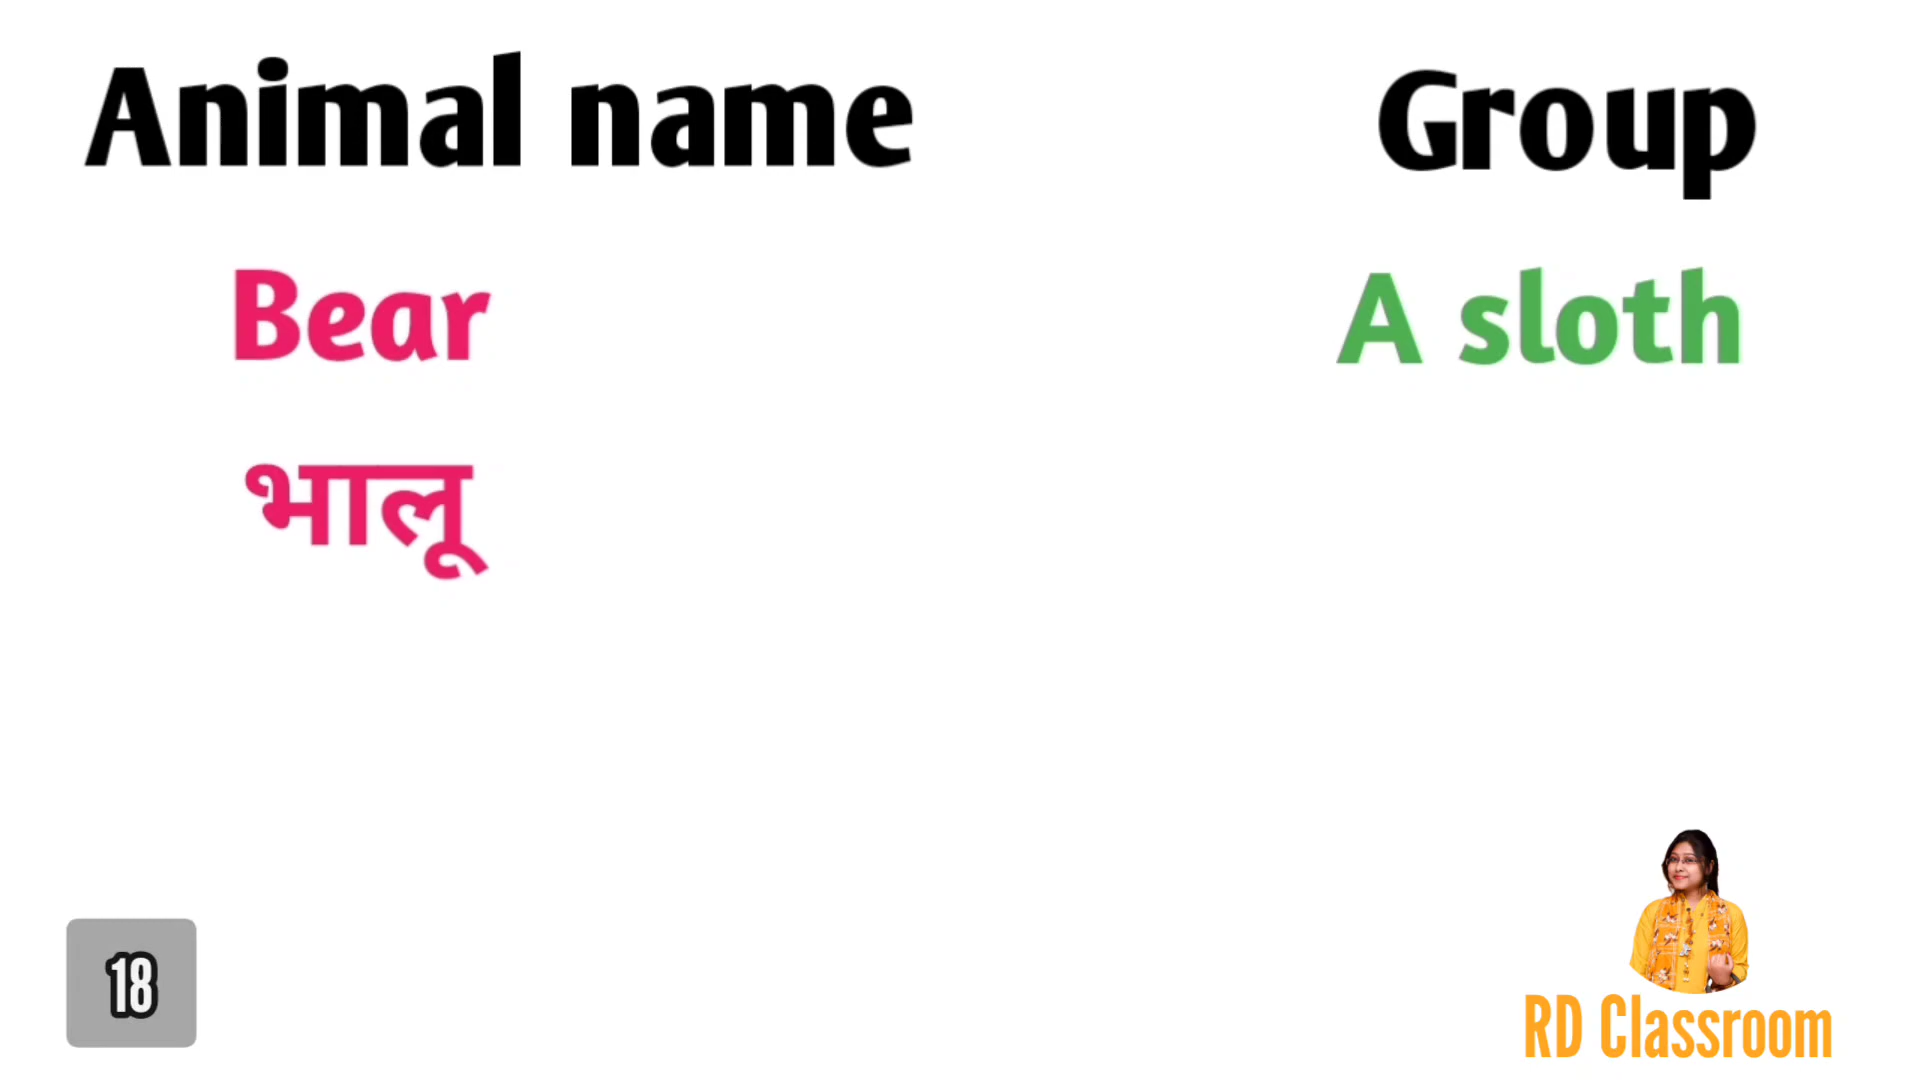 Animal name Group
Bear A sloth
भालू
18
RD Classroom